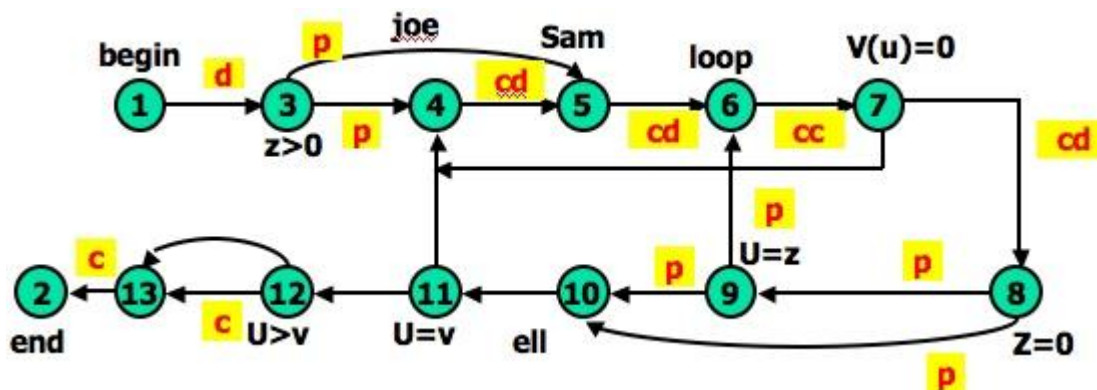 joe
begin
p
Sam
loop
V(u)=0
d
cd
1
3
4
5
6
7
z>0
p
cd
cc
cd
p
U=z
c
p
p
2
13
12
11
10
9
8
end
c
U>v
U=v
ell
Z=0
p